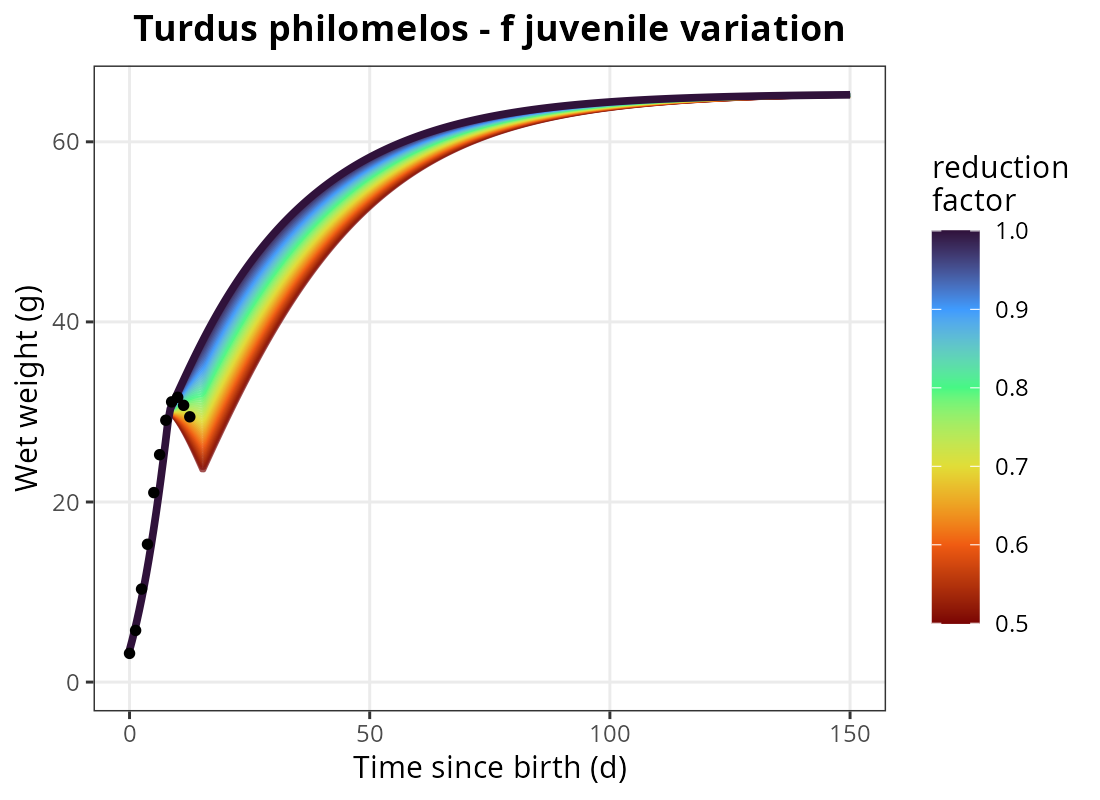 Turdus philomelos - f juvenile variation
Wet weight (g)
60
40
20
0
0
50
100
150
Time since birth (d)
reduction
factor
1.0
0.9
0.8
0.7
0.6
0.5